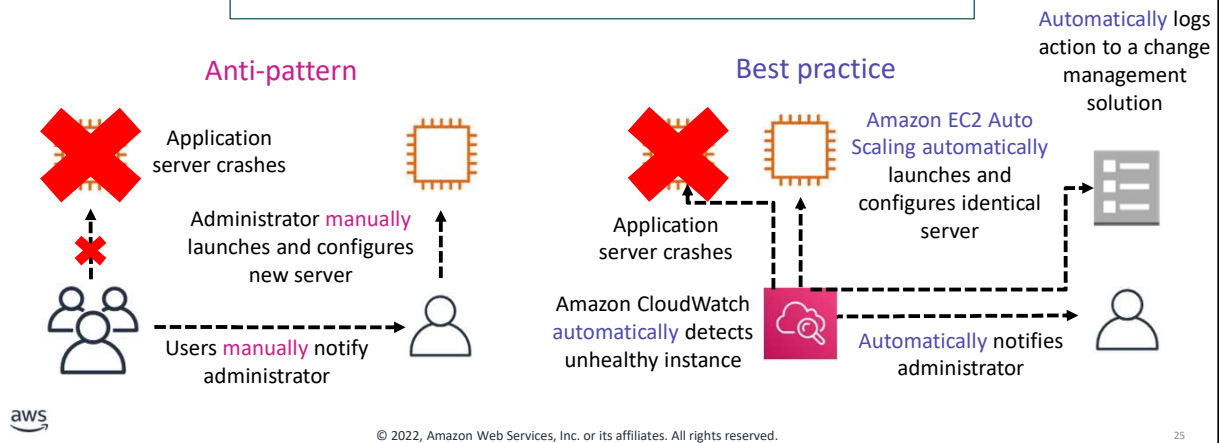 Anti-pattern
Application
server crashes
Administrator manually
launches and configures
new server
Users manually notify
administrator
Best practice
Application
server crashes
Amazon EC2 Auto
Scaling automatically
launches and
configures identical
server
Automatically logs
action to a change
management
solution
Amazon CloudWatch
automatically detects
unhealthy instance
Automatically notifies
administrator
aws
© 2022, Amazon Web Services, Inc. or its affiliates. All rights reserved.
25